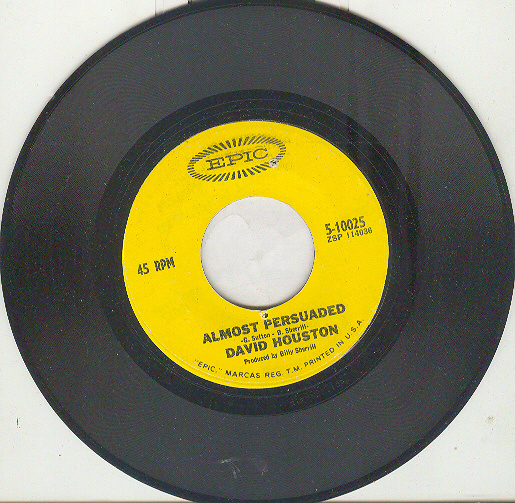 EPIC
5-10025
ZSP 114036
45 RPM
ALMOST PERSUADED
-G. Sutton - B. Sherrill-
DAVID HOUSTON
Produced by Billy Sherrill
"EPIC," MARCAS REG. T.M. PRINTED IN U.S.A